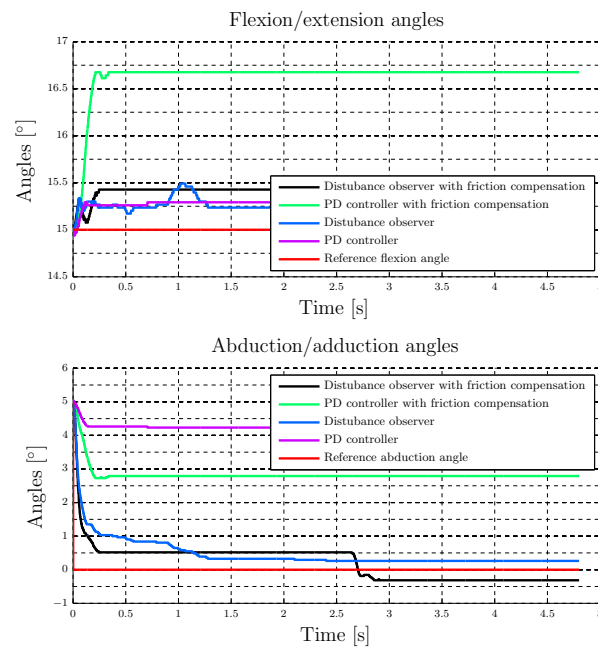 Flexion/extension angles
Angles [°]
17
16.5
16
15.5
15
14.5
Distubance observer with friction compensation
PD controller with friction compensation
Distubance observer
PD controller
Reference flexion angle
0 0.5 1 1.5 2 2.5 3 3.5 4 4.5 5
Time [s]
Abduction/adduction angles
Angles [°]
6
5
4
3
2
1
0
−1
Distubance observer with friction compensation
PD controller with friction compensation
Distubance observer
PD controller
Reference abduction angle
0 0.5 1 1.5 2 2.5 3 3.5 4 4.5 5
Time [s]